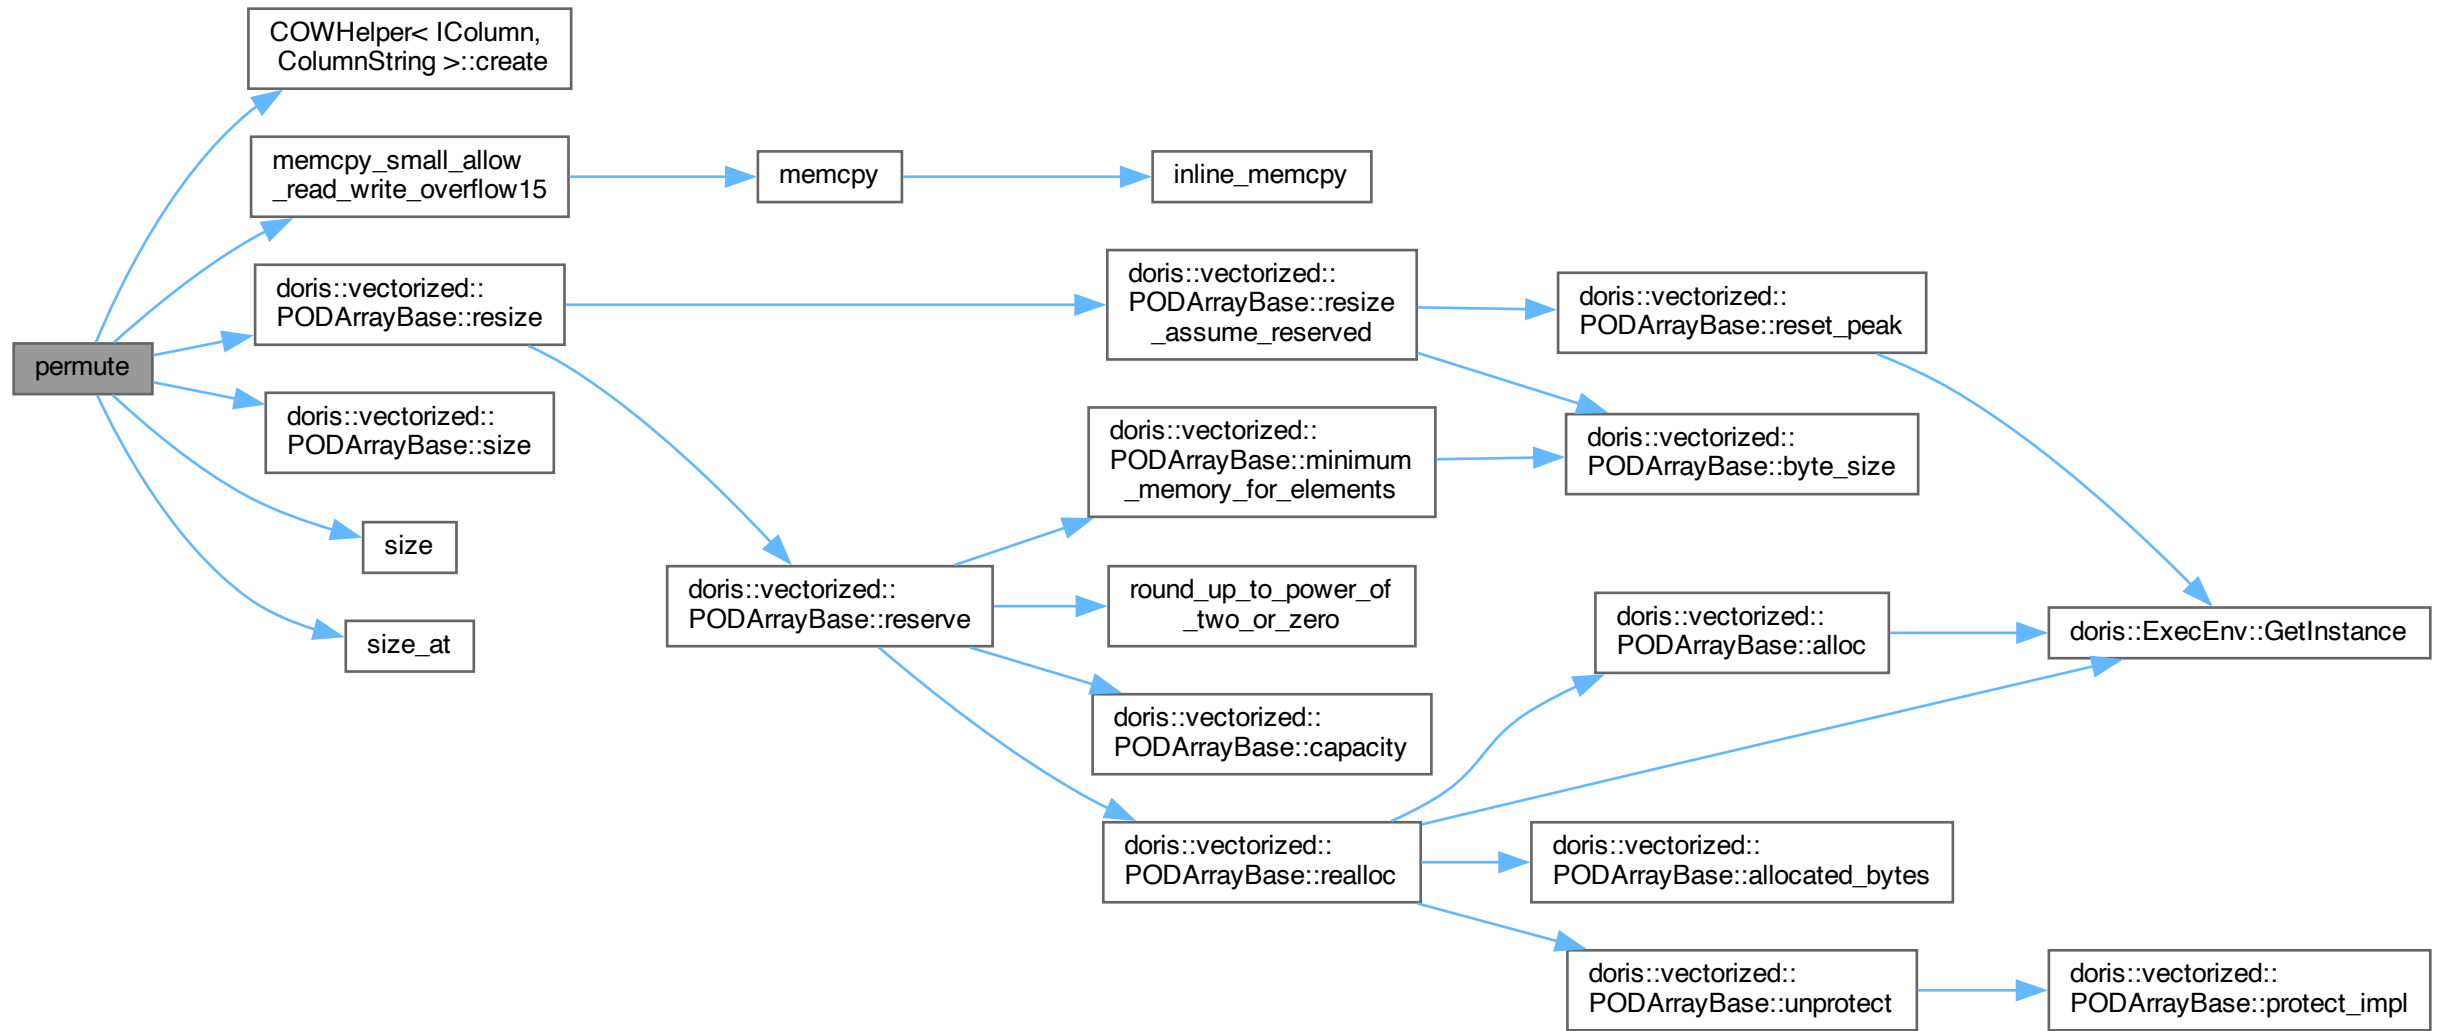 COWHelper< IColumn,
ColumnString >::create
memcpy_small_allow
_read_write_overflow15
memcpy
inline_memcpy
doris::vectorized::
PODArrayBase::resize
doris::vectorized::
PODArrayBase::resize
_assume_reserved
doris::vectorized::
PODArrayBase::reset_peak
permute
doris::vectorized::
PODArrayBase::size
doris::vectorized::
PODArrayBase::minimum
_memory_for_elements
doris::vectorized::
PODArrayBase::byte_size
size
doris::vectorized::
PODArrayBase::reserve
round_up_to_power_of
_two_or_zero
doris::vectorized::
PODArrayBase::alloc
doris::ExecEnv::GetInstance
size_at
doris::vectorized::
PODArrayBase::capacity
doris::vectorized::
PODArrayBase::realloc
doris::vectorized::
PODArrayBase::allocated_bytes
doris::vectorized::
PODArrayBase::unprotect
doris::vectorized::
PODArrayBase::protect_impl